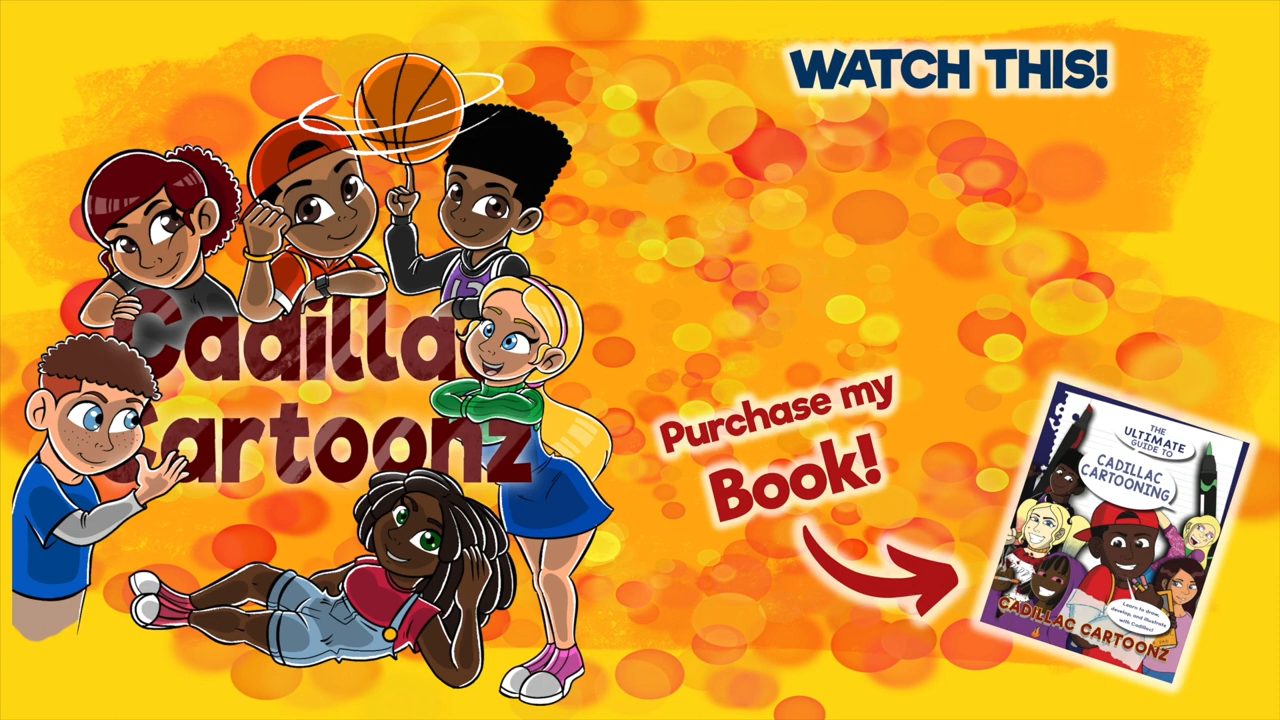 WATCH THIS!
Cadillac
Cartoonz
Purchase my
Book!
THE
ULTIMATE
GUIDE TO
CADILLAC
CARTOONING
Learn to draw,
develop, and illustrate
with Cadillac!
CADILLAC CARTOONZ